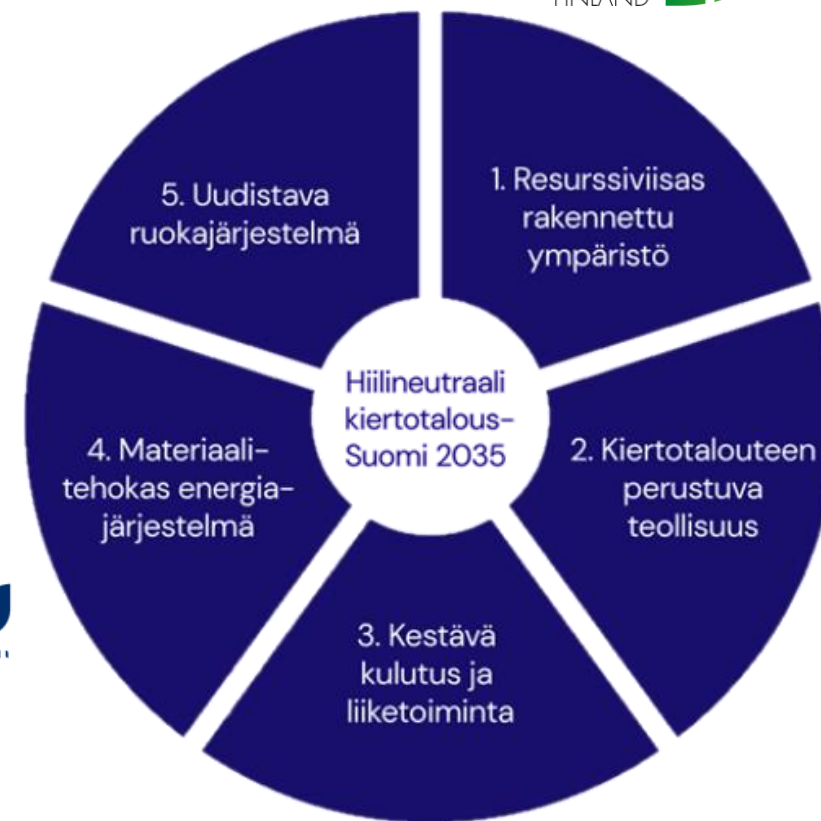 FINLAND
1. Resurssiviisas
rakennettu
ympäristö
2. Kiertotalouteen
perustuva
teollisuus
3. Kestävä
kulutus ja
liiketoiminta
4. Materiaali-
tehokas energia-
järjestelmä
5. Uudistava
ruokajärjestelmä
Hiilineutraali
kiertotalous-
Suomi 2035